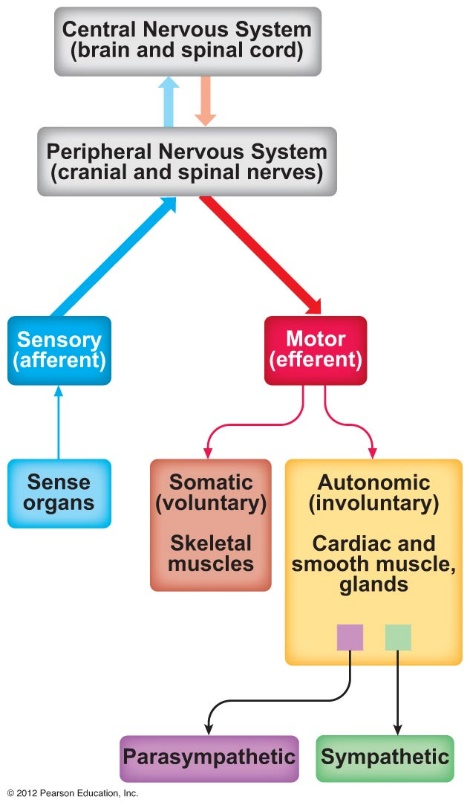 Central Nervous System
(brain and spinal cord)
Peripheral Nervous System
(cranial and spinal nerves)
Sensory
(afferent)
Motor
(efferent)
Sense
organs
Somatic
(voluntary)
Skeletal
muscles
Autonomic
(involuntary)
Cardiac and
smooth muscle,
glands
Parasympathetic
Sympathetic
© 2012 Pearson Education, Inc.